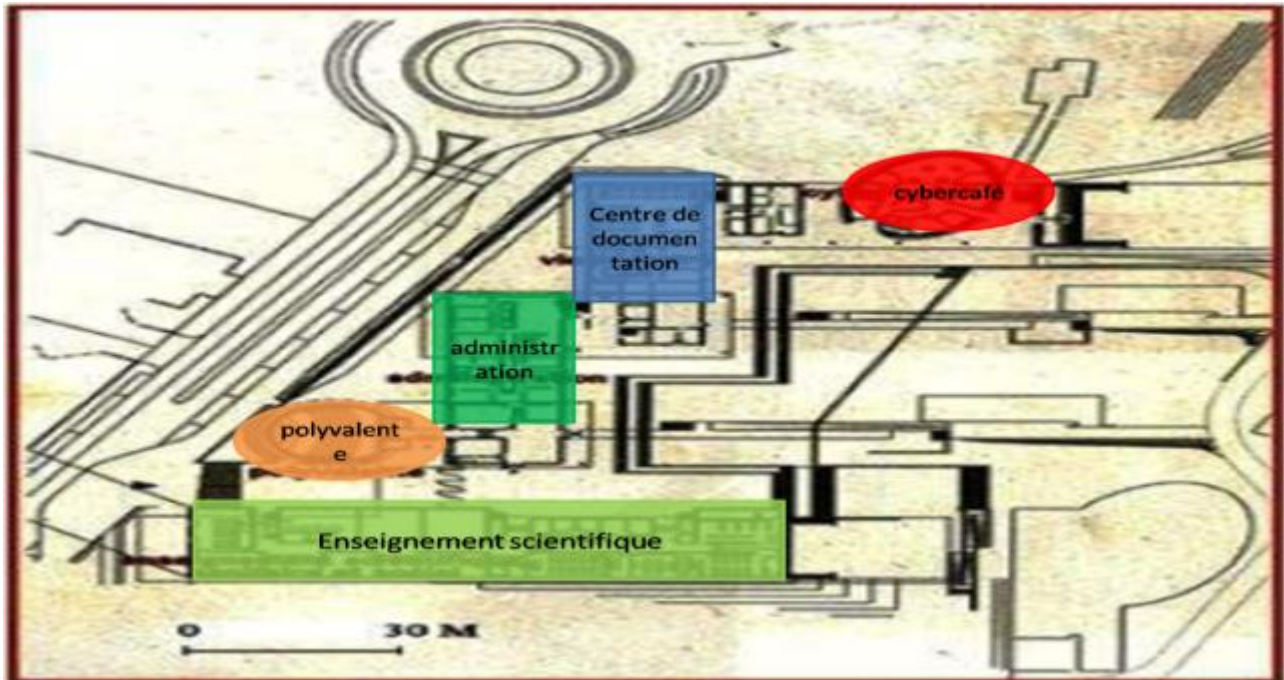 cybercafé
Centre de
documen
tation
administr
ation
polyvalent
e
Enseignement scientifique
0 30 M